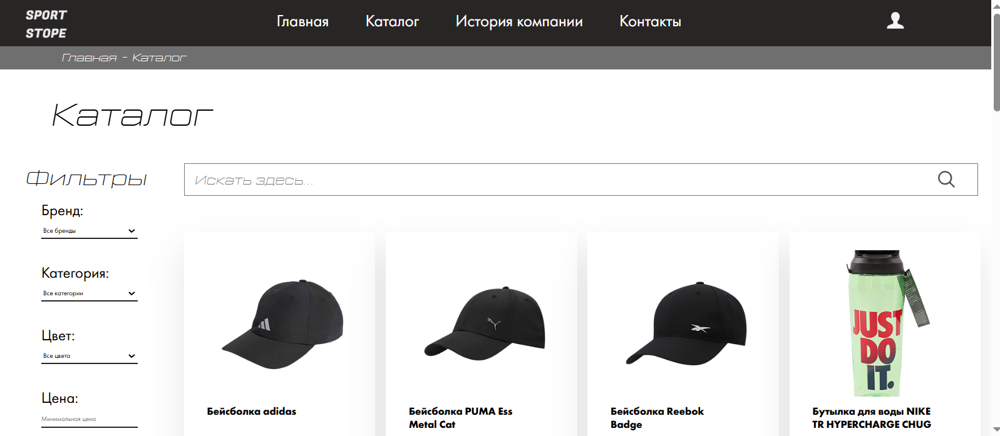 SPORT
STOPE
Главная Каталог История компании Контакты
Главная - Каталог
Каталог
Фильтры
Искать здесь...
Бренд:
Все бренды
Категория:
Все категории
Цвет:
Все цвета
Цена:
Минимальная цена
JUST
DO
IT.
Бейсболка adidas
Бейсболка PUMA Ess
Metal Cat
Бейсболка Reebok
Badge
Бутылка для воды NIKE
TR HYPERCHARGE CHUG